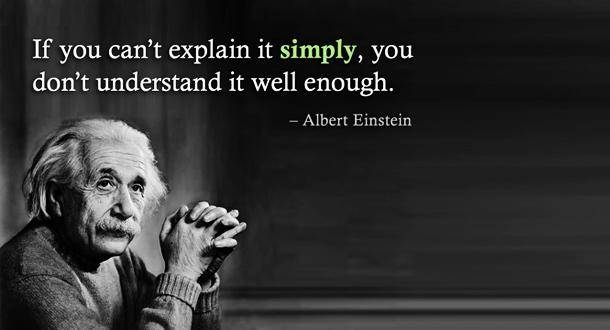 If you can’t explain it simply, you
don’t understand it well enough.
– Albert Einstein